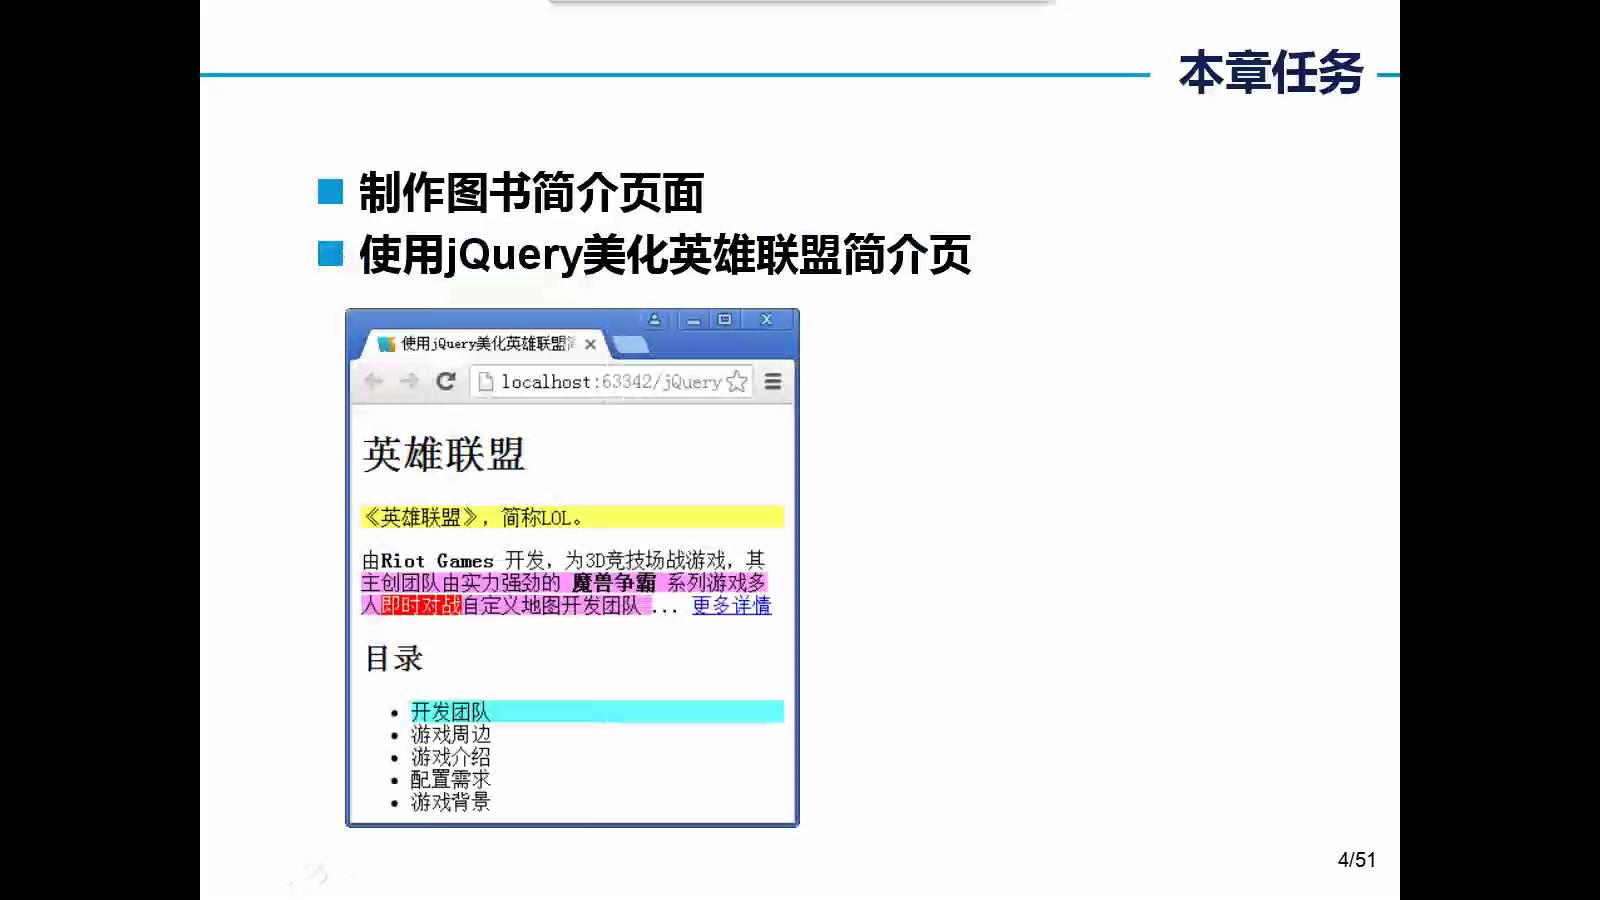 本章任务
制作图书简介页面
使用jQuery美化英雄联盟简介页
使用jQuery美化英雄联盟
localhost:63342/jQuery
英雄联盟
《英雄联盟》，简称LOL。
由Riot Games 开发，为3D竞技场战游戏，其
主创团队由实力强劲的 魔兽争霸 系列游戏多
人即时对战自定义地图开发团队 ... 更多详情
目录
开发团队
游戏周边
游戏介绍
配置需求
游戏背景
4/51